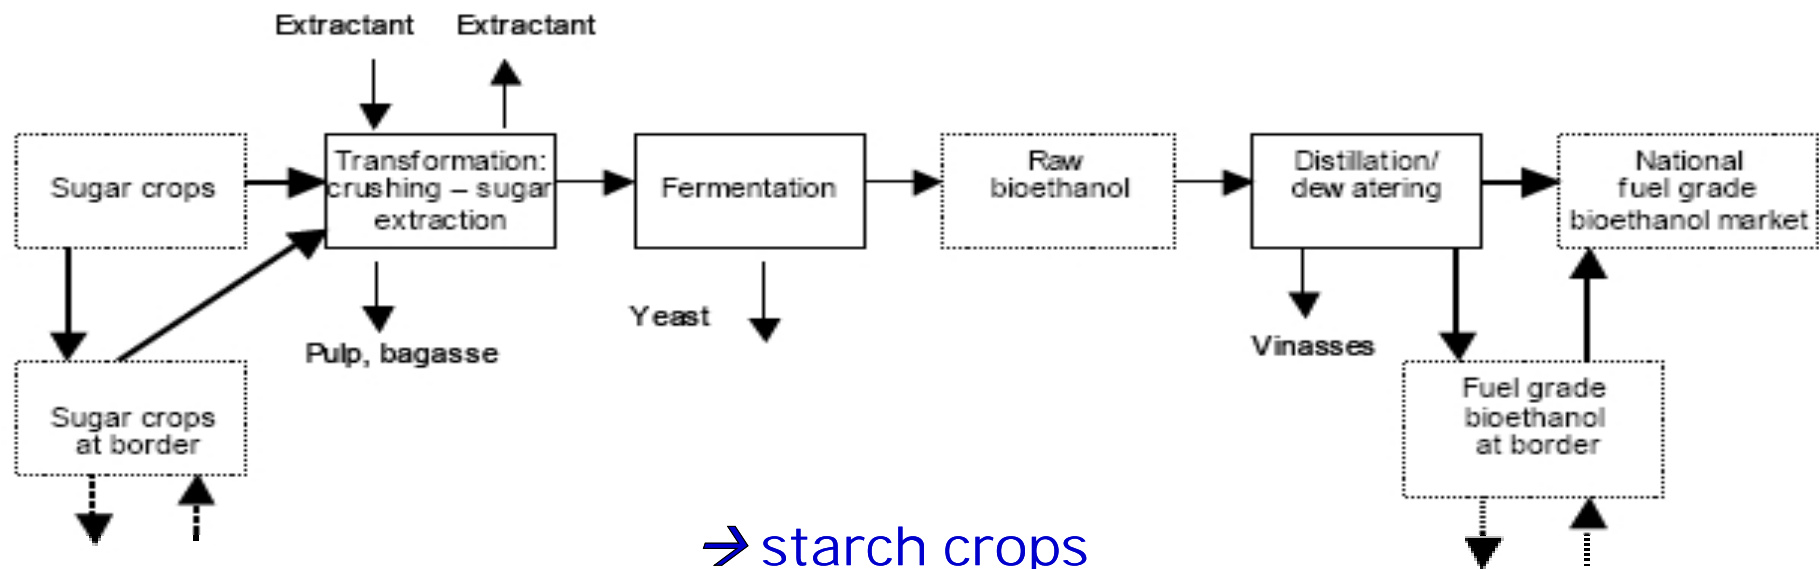 Extractant
Extractant
Sugar crops
Transformation:
crushing – sugar
extraction
Fermentation
Raw
bioethanol
Distillation/
dew atering
National
fuel grade
bioethanol market
Pulp, bagasse
Yeast
Vinasses
Sugar crops
at border
Fuel grade
bioethanol
at border
→ starch crops